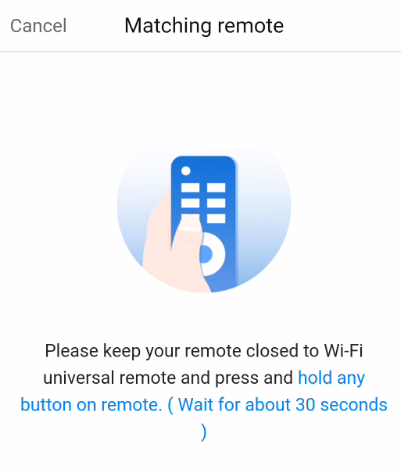 Cancel Matching remote
Please keep your remote closed to Wi-Fi
universal remote and press and hold any
button on remote. ( Wait for about 30 seconds
)